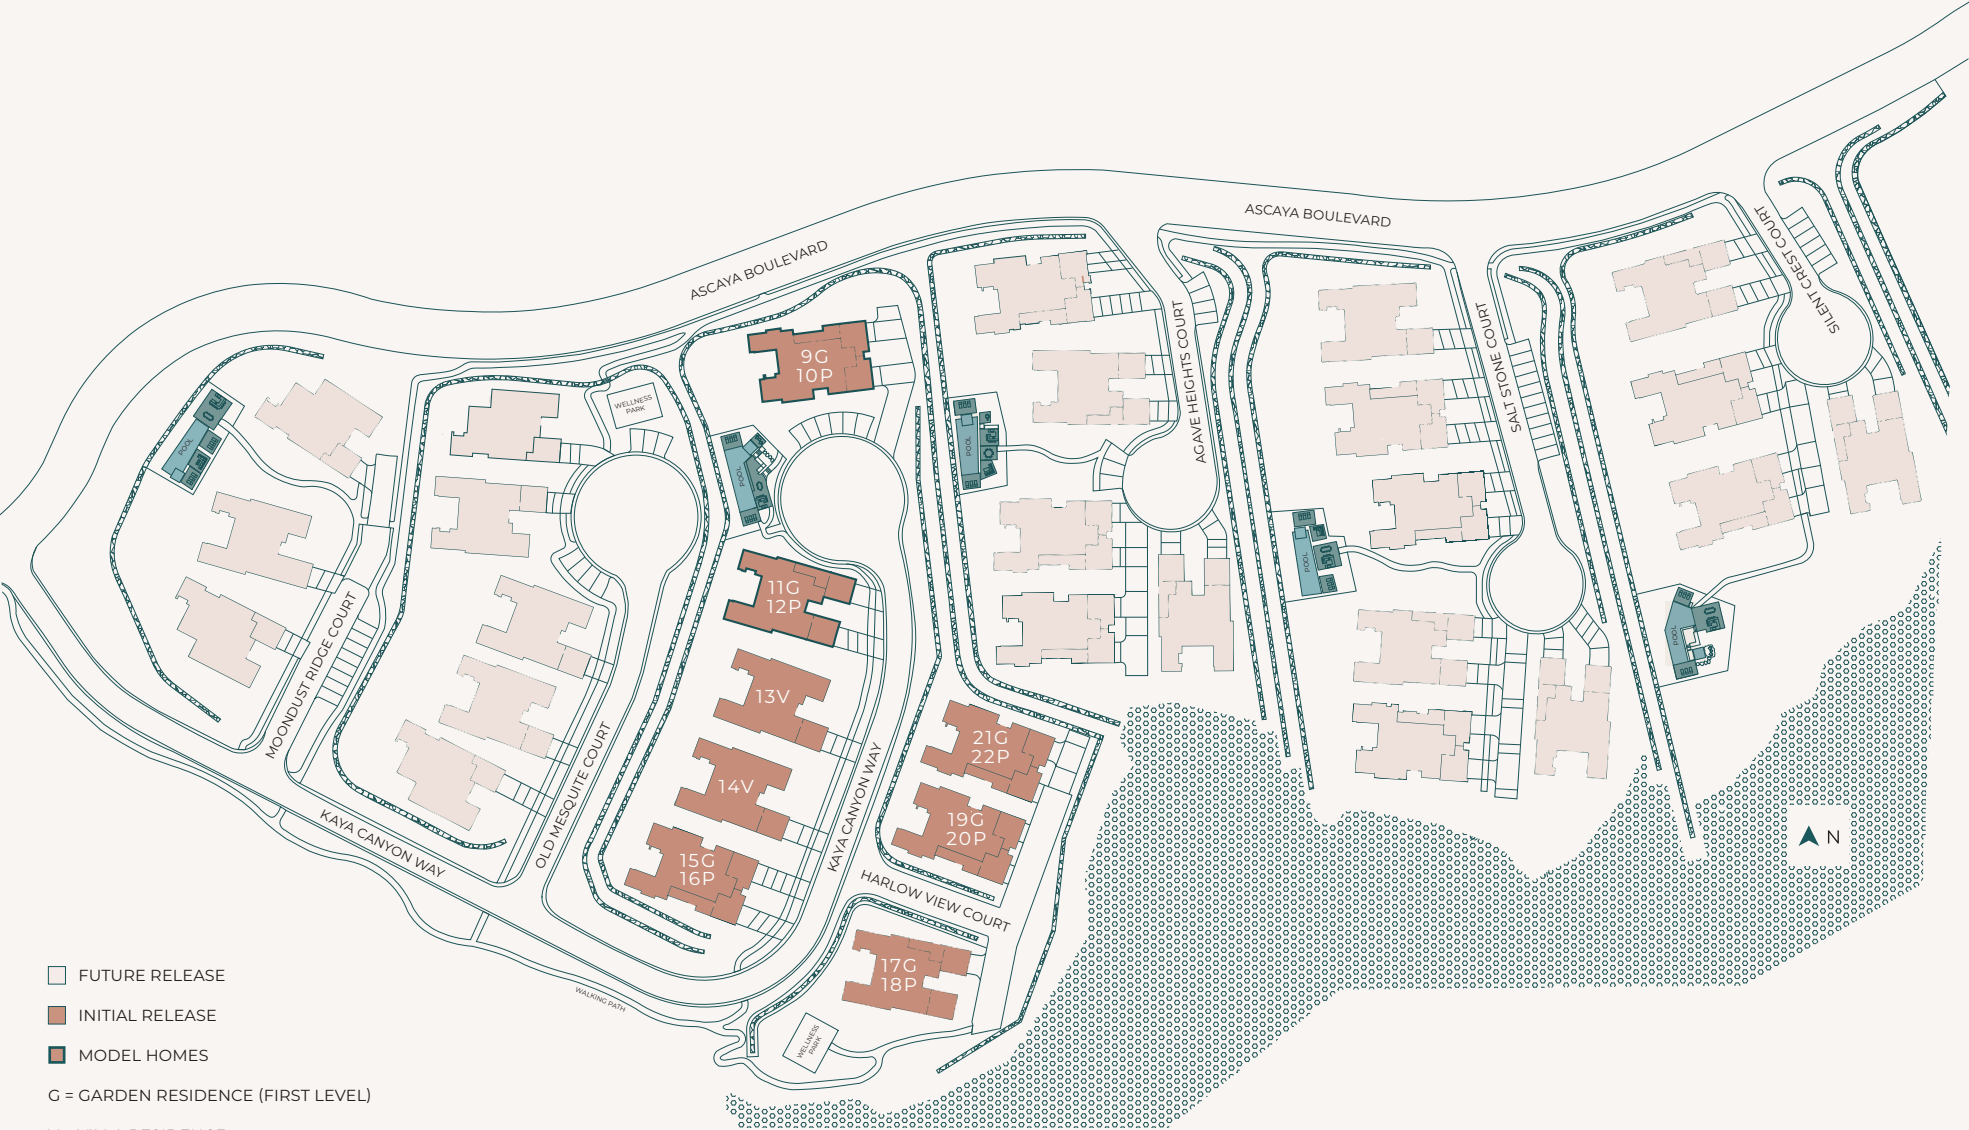 ASCAYA BOULEVARD
ASCAYA BOULEVARD
SILENT CREST COURT
SALT STONE COURT
AGAVE HEIGHTS COURT
9G
10P
WELLNESS
PARK
POOL
POOL
POOL
POOL
POOL
11G
12P
13V
14V
15G
16P
21G
22P
19G
20P
17G
18P
MOONDUST RIDGE COURT
OLD MESQUITE COURT
KAYA CANYON WAY
KAYA CANYON WAY
HARLOW VIEW COURT
WALKING PATH
WELLNESS
PARK
N
FUTURE RELEASE
INITIAL RELEASE
MODEL HOMES
G = GARDEN RESIDENCE (FIRST LEVEL)